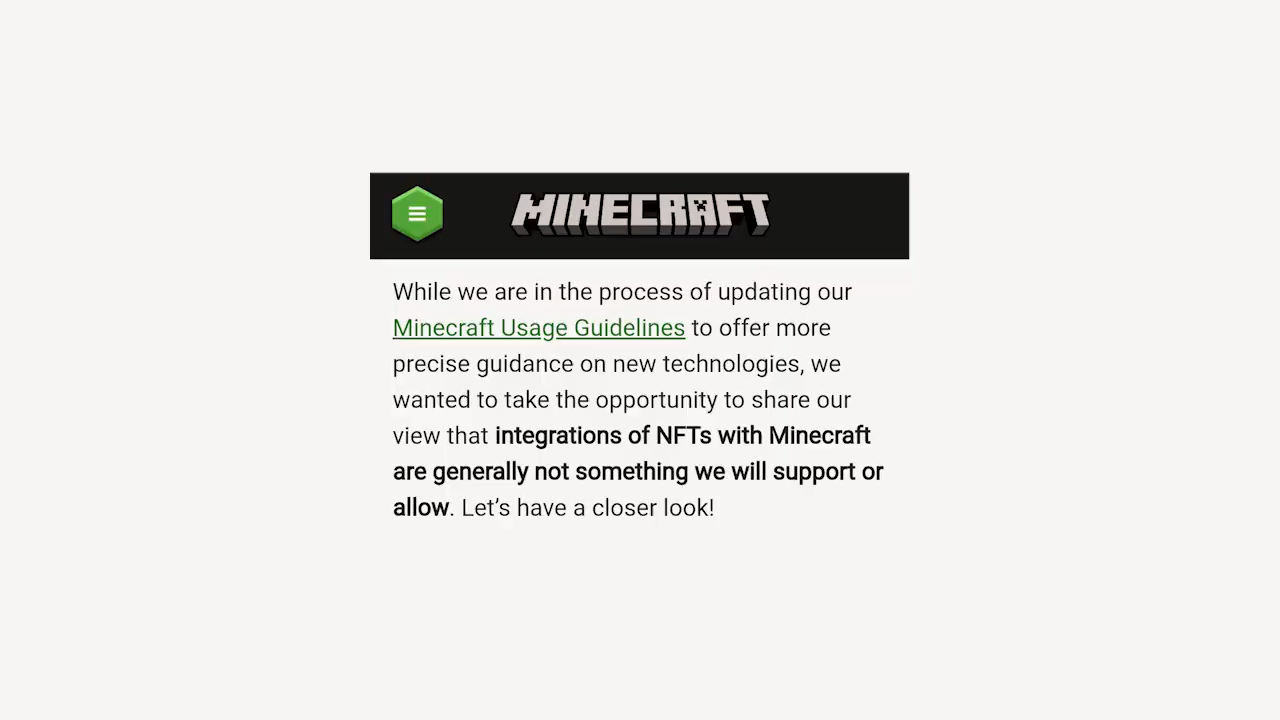 MINECRAFT
While we are in the process of updating our
Minecraft Usage Guidelines to offer more
precise guidance on new technologies, we
wanted to take the opportunity to share our
view that integrations of NFTs with Minecraft
are generally not something we will support or
allow. Let’s have a closer look!